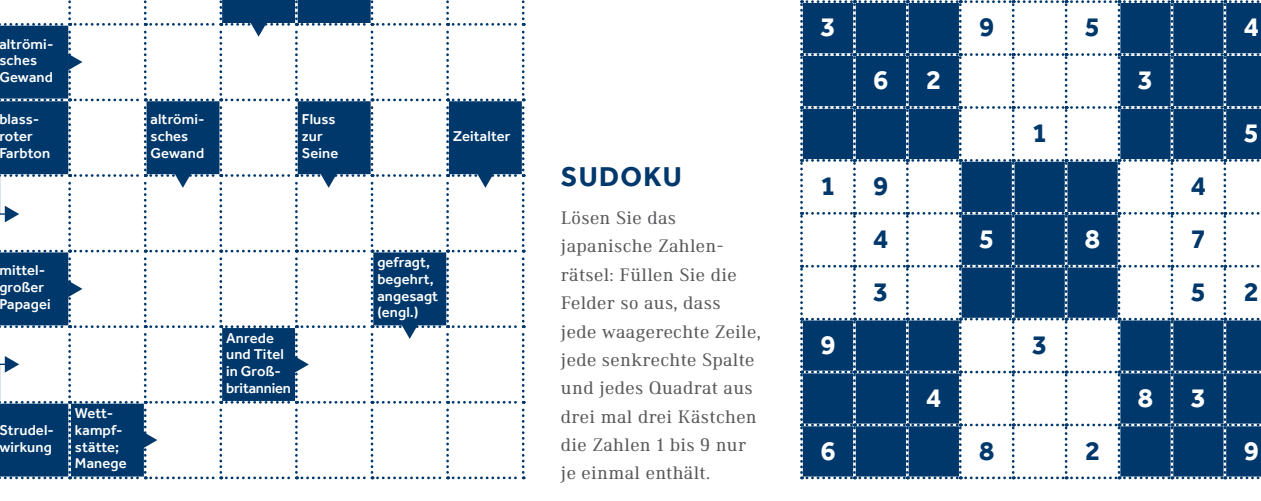 altrömi-
sches
Gewand
blass-
roter
Farbton
altrömi-
sches
Gewand
Fluss
zur
Seine
Zeitalter
mittel-
großer
Papagei
gefragt,
begehrt,
angesagt
(engl.)
Anrede
und Titel
in Groß-
britannien
Strudel-
wirkung
Wett-
kampf-
stätte;
Manege
SUDOKU
Lösen Sie das
japanische Zahlen-
rätsel: Füllen Sie die
Felder so aus, dass
jede waagerechte Zeile,
jede senkrechte Spalte
und jedes Quadrat aus
drei mal drei Kästchen
die Zahlen 1 bis 9 nur
je einmal enthält.
3 9 5 4
6 2 3
1 5
1 9 4
4 5 8 7
3 5 2
9 3
4 8 3
6 8 2 9